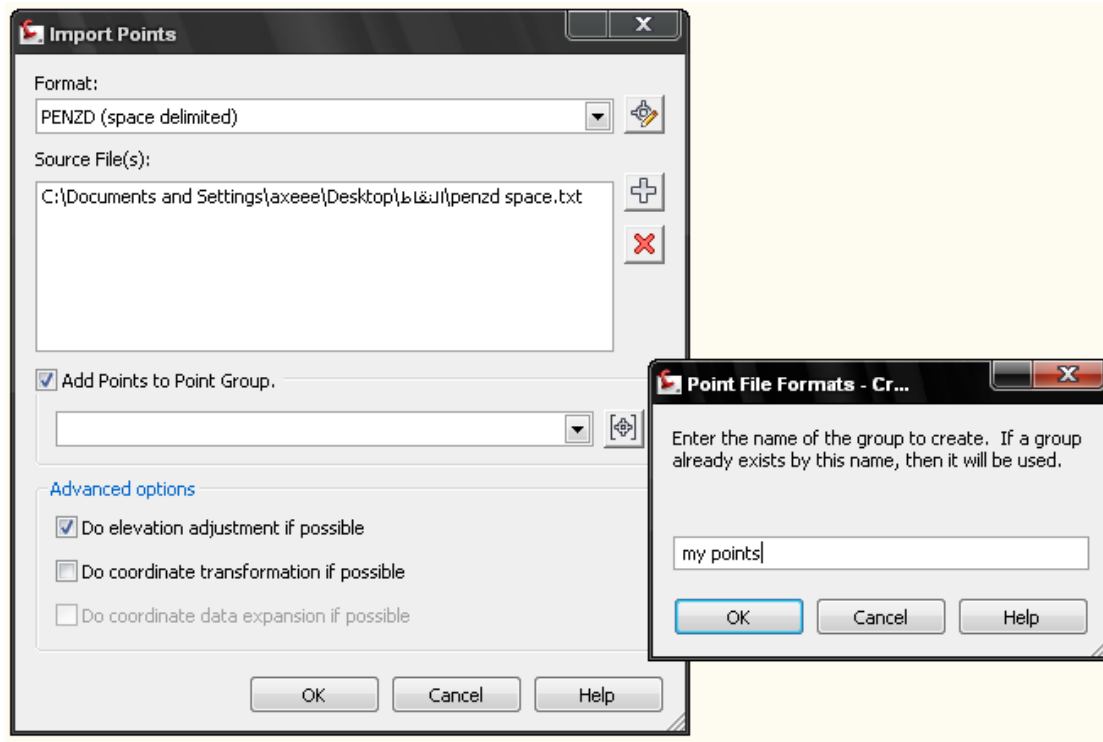 Import Points
Format:
PENZD (space delimited)
Source File(s):
C:\Documents and Settings\axeee\Desktop\النقاط\penzd space.txt
Add Points to Point Group.
Advanced options
Do elevation adjustment if possible
Do coordinate transformation if possible
Do coordinate data expansion if possible
OK Cancel Help
Point File Formats - Cr...
Enter the name of the group to create. If a group
already exists by this name, then it will be used.
my points
OK Cancel Help